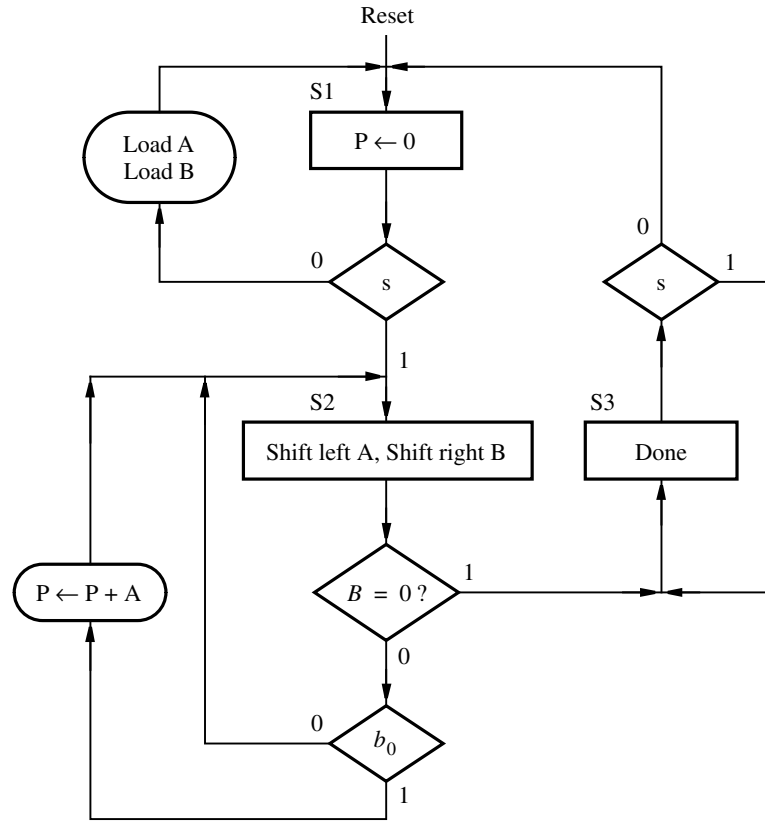 Reset
S1
Load A
Load B
P ← 0
0
s
1
0
s
1
S2
Shift left A, Shift right B
S3
Done
P ← P + A
B = 0 ?
1
0
0
b₀
1